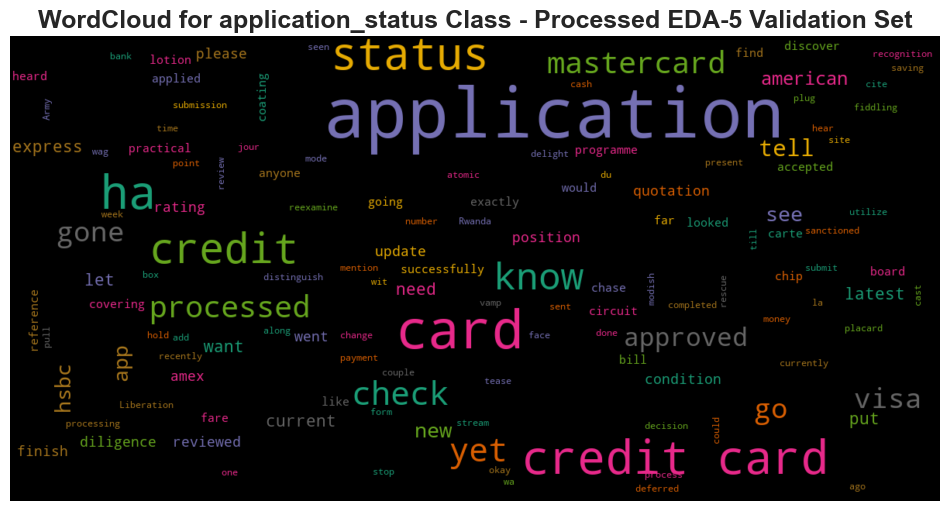 WordCloud for application_status Class - Processed EDA-5 Validation Set
bank
lotion
applied
please
seen
status
mastercard
cash
find
discover
american
recognition
saving
heard
Army
submission
coating
application
plug
cite
fiddling
express
wag
time
practical
point
jour
review
mode
anyone
delight
programme
tell
hear
site
present
accepted
ha
week
rating
reexamine
going
atomic
exactly
would
du
quotation
gone
credit
number
Rwanda
position
far
looked
see
carte
utilize
sanctioned
till
let
box
distinguish
update
successfully
mention
wit
know
chase
modish
rescue
chip
submit
board
covering
processed
need
vamp
sent
circuit
completed
money
latest
la
cast
reference
pull
hold
add
along
went
change
card
face
done
approved
placard
app
recently
want
payment
bill
currently
hsbc
amex
couple
tease
condition
check
like
form
stream
visa
Liberation
fare
current
new
decision
could
go
put
processing
finish
diligence
reviewed
yet
okay
credit card
process
one
stop
wa
deferred
ago